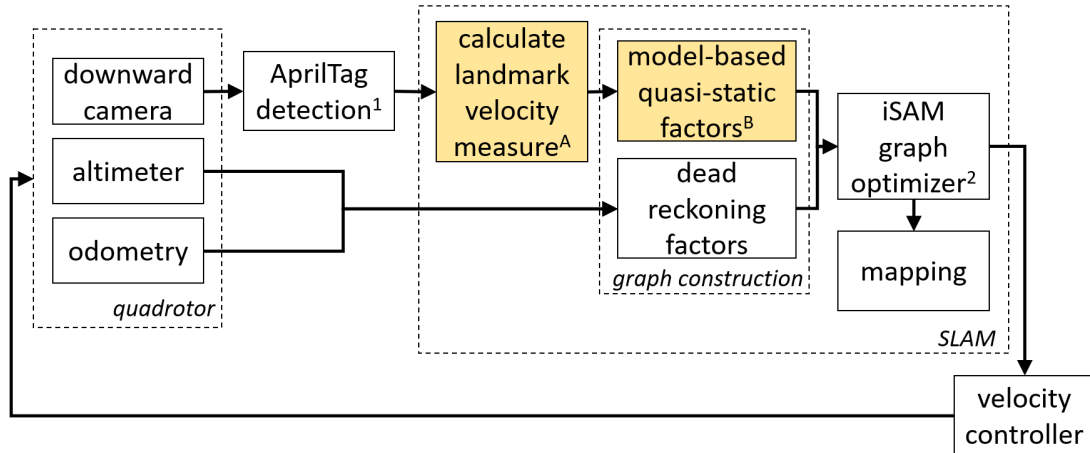 downward
camera
altimeter
odometry
quadrotor
AprilTag
detection¹
calculate
landmark
velocity
measureᴬ
model-based
quasi-static
factorsᴮ
dead
reckoning
factors
graph construction
iSAM
graph
optimizer²
mapping
SLAM
velocity
controller